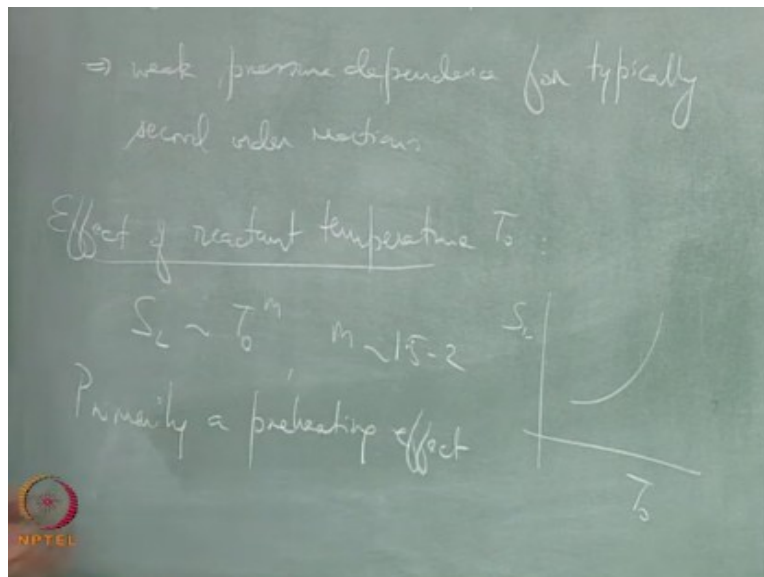 ⇒ weak pressure dependence for typically
second order reactions.
Effect of reactant temperature T₀ :
S_L ~ T₀^m, m ~ 1.5-2
Primarily a preheating effect
S_L
T₀
NPTEL